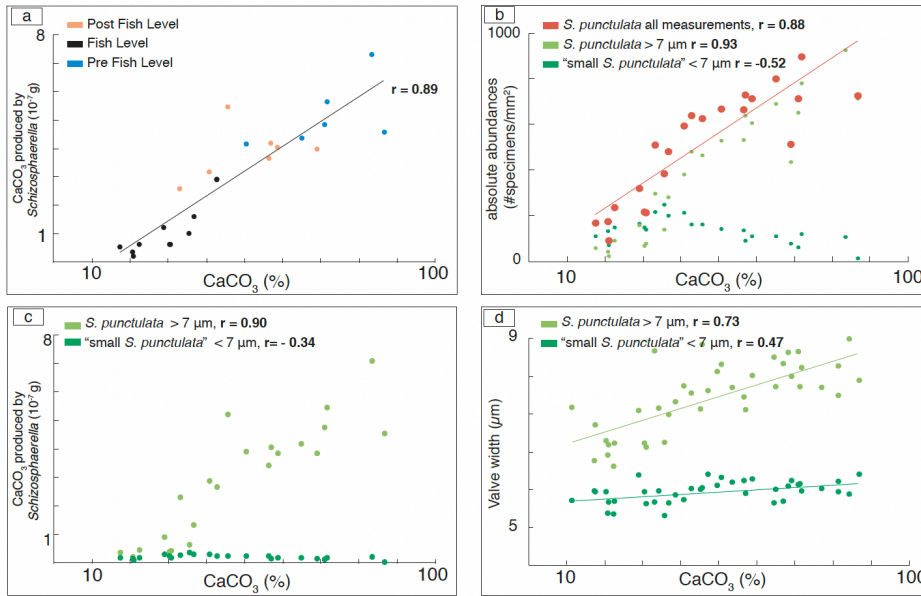 a
Post Fish Level
Fish Level
Pre Fish Level
8
1
r = 0.89
CaCO3 produced by
Schizosphaerella (10-7 g)
10
100
CaCO3 (%)
b
S. punctulata all measurements, r = 0.88
S. punctulata > 7 µm r = 0.93
“small S. punctulata” < 7 µm r = -0.52
1000
0
absolute abundances
(#specimens/mm2)
10
100
CaCO3 (%)
c
S. punctulata > 7 µm, r = 0.90
“small S. punctulata” < 7 µm, r= - 0.34
8
1
CaCO3 produced by
Schizosphaerella (10-7 g)
10
100
CaCO3 (%)
d
S. punctulata > 7 µm, r = 0.73
“small S. punctulata” < 7 µm, r = 0.47
9
5
Valve width (µm)
10
100
CaCO3 (%)